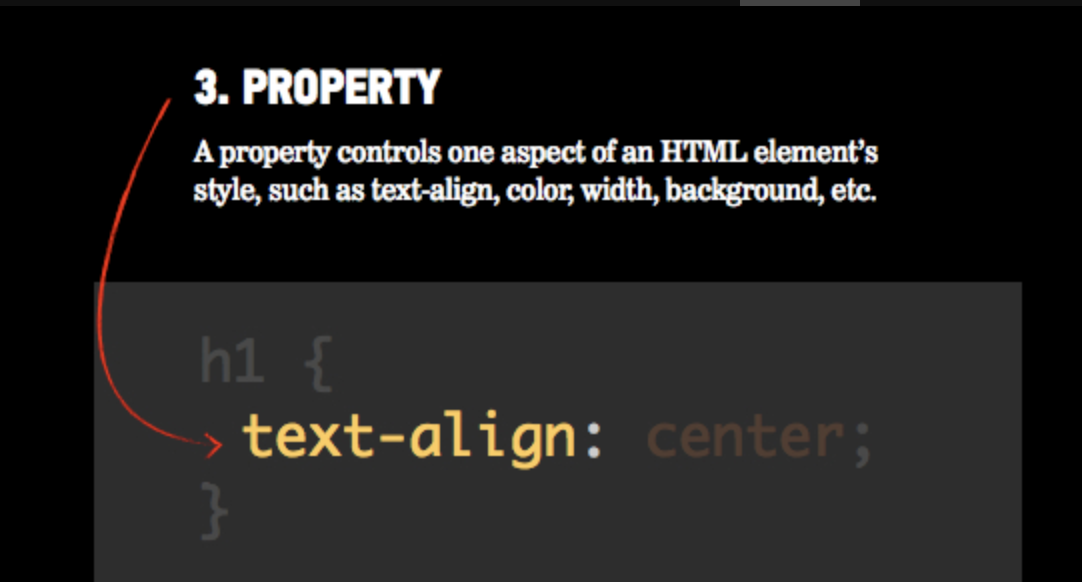 3. PROPERTY
A property controls one aspect of an HTML element’s
style, such as text-align, color, width, background, etc.
h1 {
text-align: center;
}